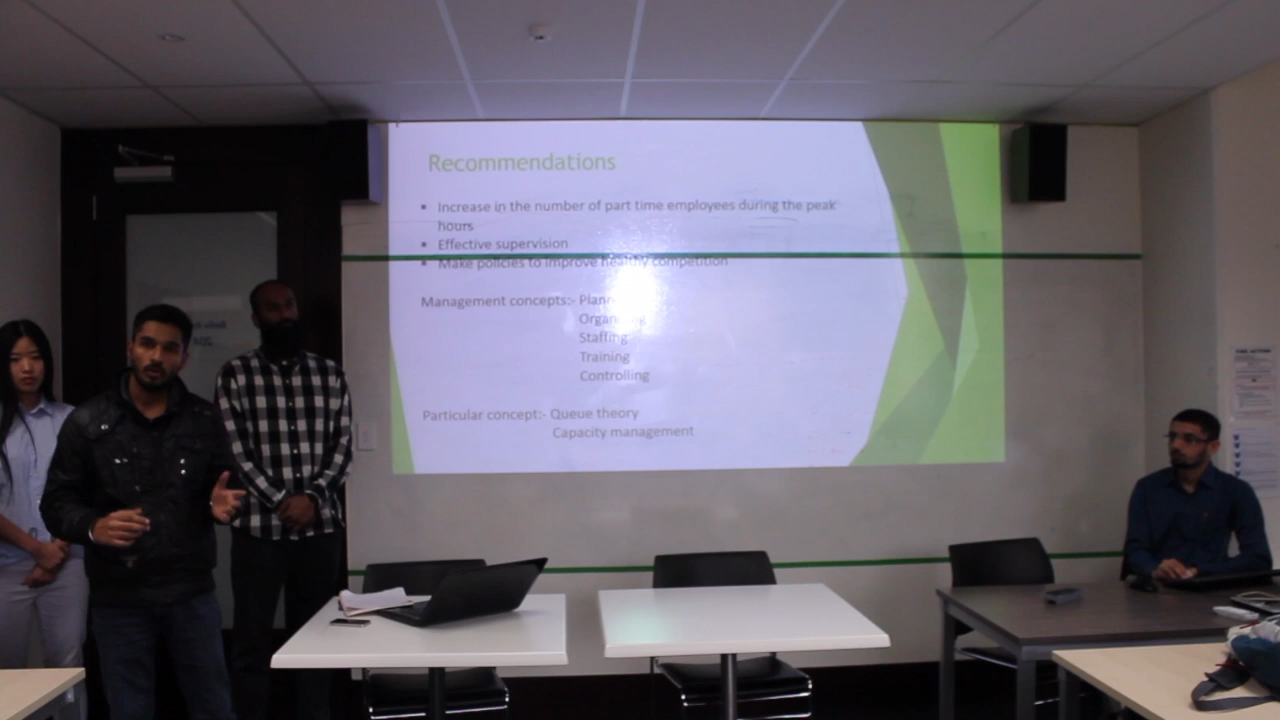 Recommendations
▪ Increase in the number of part time employees during the peak
hours
▪ Effective supervision
▪ Make policies to improve healthy competition
Management concepts:-
Staffing
Training
Controlling
Particular concept:- Queue theory
Capacity management